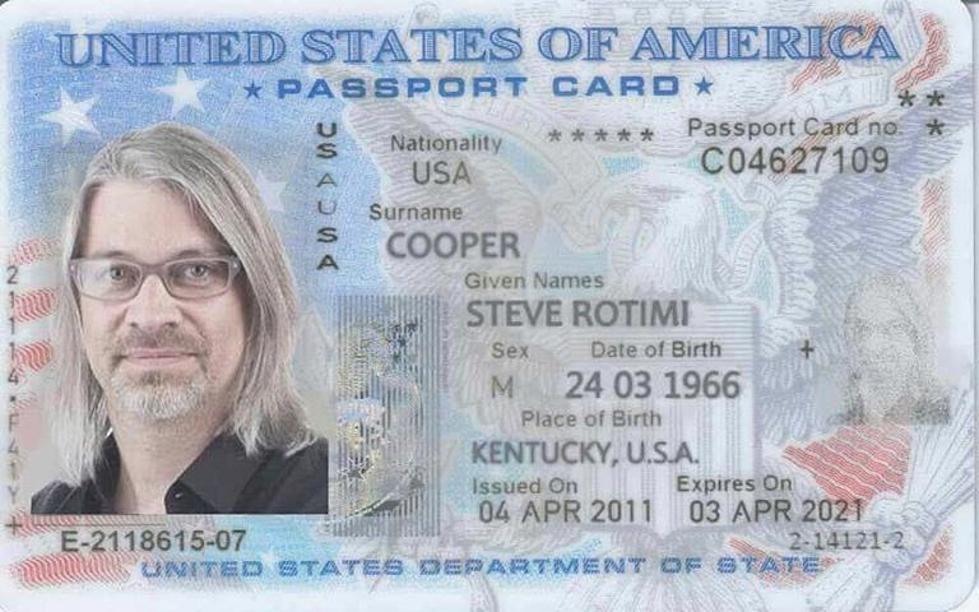 UNITED STATES OF AMERICA
★ PASSPORT CARD ★
USAUSA
Nationality
USA
* * * * *
Passport Card no.
* * *
C04627109
Surname
COOPER
Given Names
STEVE ROTIMI
Sex
Date of Birth
M
24 03 1966
Place of Birth
KENTUCKY, U.S.A.
Issued On
Expires On
04 APR 2011
03 APR 2021
E-2118615-07
2-14121-2
UNITED STATES DEPARTMENT OF STATE